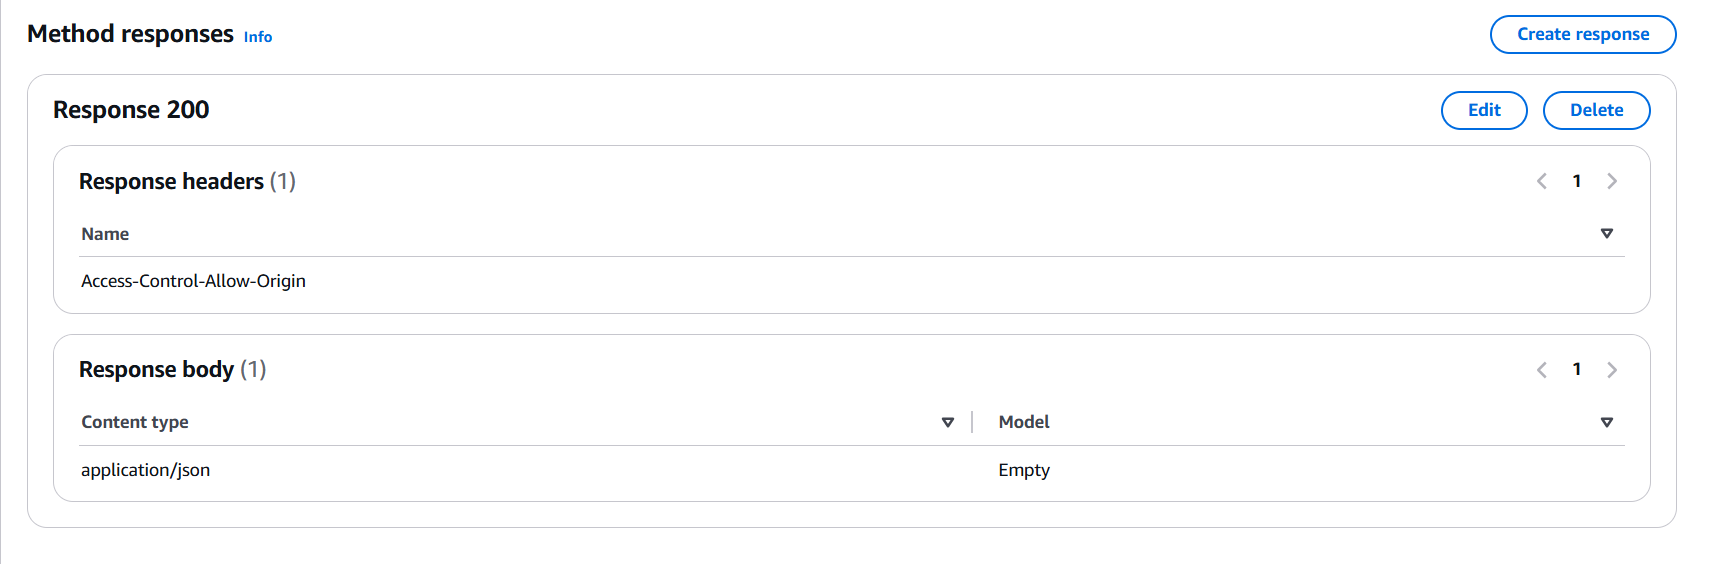 Method responses Info
Create response
Response 200
Edit
Delete
Response headers (1)
1
Name
Access-Control-Allow-Origin
Response body (1)
1
Content type
Model
application/json
Empty